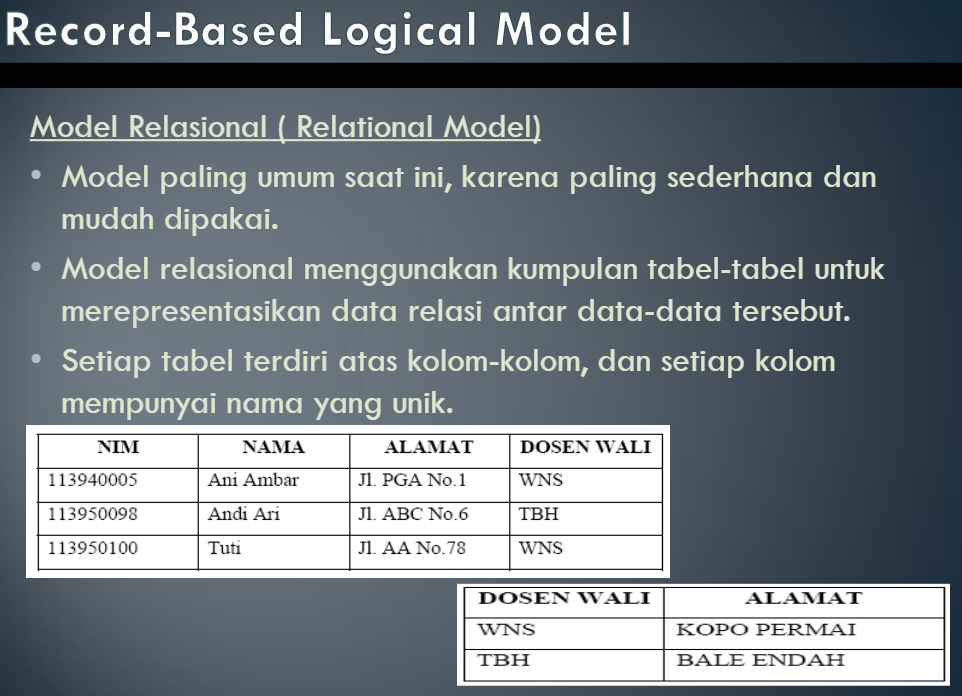 Record-Based Logical Model
Model Relasional ( Relational Model)
• Model paling umum saat ini, karena paling sederhana dan
mudah dipakai.
• Model relasional menggunakan kumpulan tabel-tabel untuk
merepresentasikan data relasi antar data-data tersebut.
• Setiap tabel terdiri atas kolom-kolom, dan setiap kolom
mempunyai nama yang unik.
NIM NAMA ALAMAT DOSEN WALI
113940005 Ani Ambar Jl. PGA No.1 WNS
113950098 Andi Ari Jl. ABC No.6 TBH
113950100 Tuti Jl. AA No.78 WNS
DOSEN WALI ALAMAT
WNS KOPO PERMAI
TBH BALE ENDAH